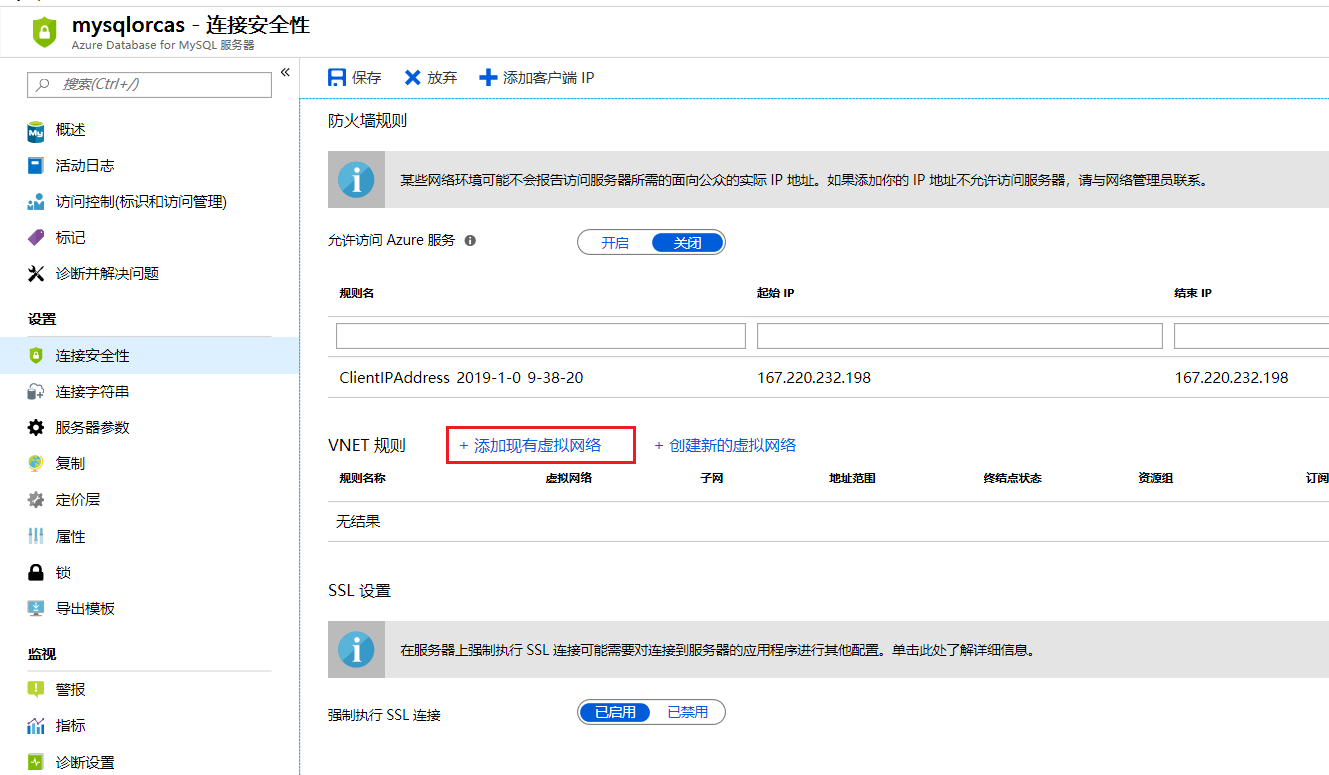 mysqlorcas - 连接安全性
Azure Database for MySQL 服务器
搜索(Ctrl+/)
«
概述
活动日志
访问控制(标识和访问管理)
标记
诊断并解决问题
设置
连接安全性
连接字符串
服务器参数
复制
定价层
属性
锁
导出模板
监视
警报
指标
诊断设置
保存 放弃 添加客户端 IP
防火墙规则
某些网络环境可能不会报告访问服务器所需的面向公众的实际 IP 地址。如果添加你的 IP 地址不允许访问服务器，请与网络管理员联系。
允许访问 Azure 服务 开启 关闭
规则名 起始 IP 结束 IP
ClientIPAddress 2019-1-0 9-38-20 167.220.232.198 167.220.232.198
VNET 规则 + 添加现有虚拟网络 + 创建新的虚拟网络
规则名称 虚拟网络 子网 地址范围 终结点状态 资源组 订阅
无结果
SSL 设置
在服务器上强制执行 SSL 连接可能需要对连接到服务器的应用程序进行其他配置。单击此处了解详细信息。
强制执行 SSL 连接 已启用 已禁用